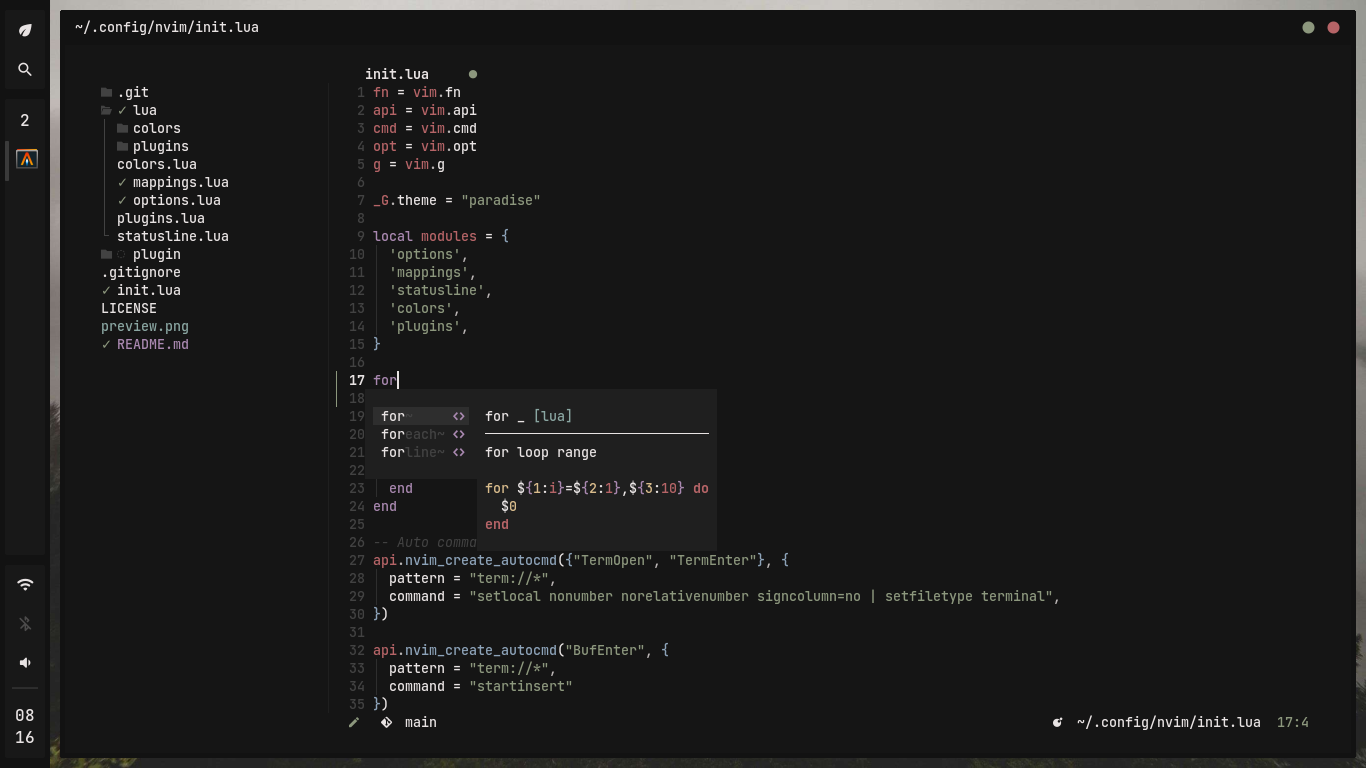 ~/.config/nvim/init.lua
2
08
16
.git
✓ lua
colors
plugins
colors.lua
✓ mappings.lua
✓ options.lua
plugins.lua
statusline.lua
plugin
.gitignore
✓ init.lua
LICENSE
preview.png
✓ README.md
init.lua
1 fn = vim.fn
2 api = vim.api
3 cmd = vim.cmd
4 opt = vim.opt
5 g = vim.g
6
7 _G.theme = "paradise"
8
9 local modules = {
10 'options',
11 'mappings',
12 'statusline',
13 'colors',
14 'plugins',
15 }
16
17 for
18
19
20
21
22
23 end
24 end
25
26 -- Auto comma
27 api.nvim_create_autocmd({"TermOpen", "TermEnter"}, {
28 pattern = "term://*",
29 command = "setlocal nonumber norelativenumber signcolumn=no | setfiletype terminal",
30 })
31
32 api.nvim_create_autocmd("BufEnter", {
33 pattern = "term://*",
34 command = "startinsert"
35 })
for~ <>
foreach~ <>
forline~ <>
for _ [lua]
for loop range
for ${1:i}=${2:1},${3:10} do
$0
end
main
~/.config/nvim/init.lua 17:4